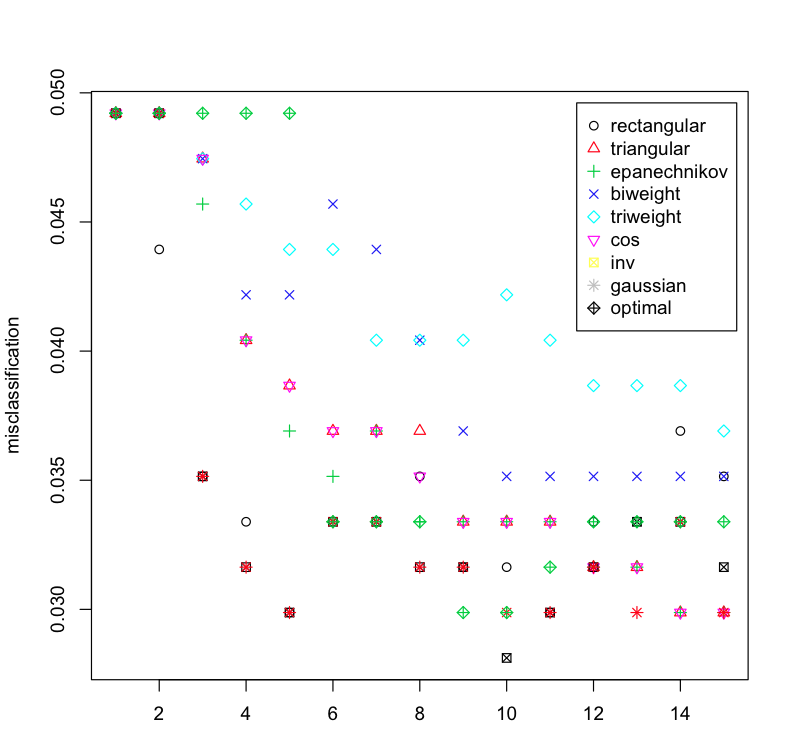 0.050
0.045
0.040
0.035
0.030
misclassification
rectangular
triangular
epanechnikov
biweight
triweight
cos
inv
gaussian
optimal
2 4 6 8 10 12 14